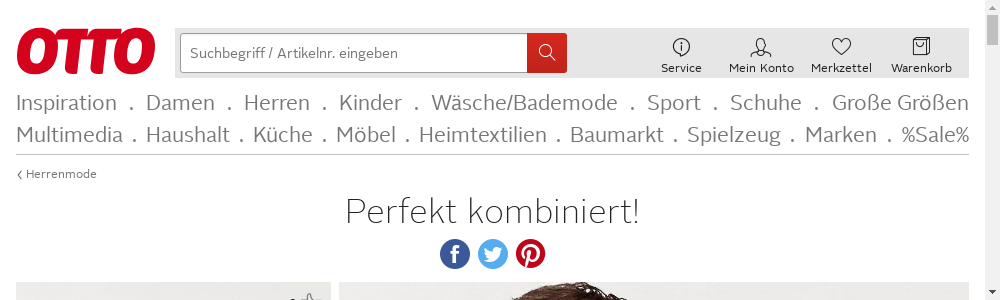 OTTO
Suchbegriff / Artikelnr. eingeben
Service Mein Konto Merkzettel Warenkorb
Inspiration . Damen . Herren . Kinder . Wäsche/Bademode . Sport . Schuhe . Große Größen
Multimedia . Haushalt . Küche . Möbel . Heimtextilien . Baumarkt . Spielzeug . Marken . %Sale%
Herrenmode
Perfekt kombiniert!